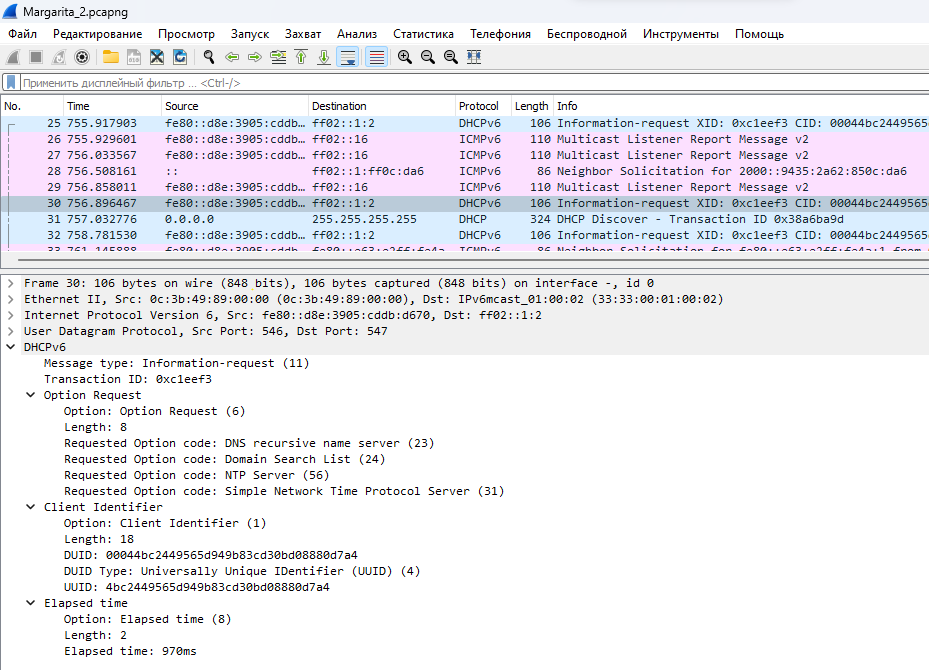 Margarita_2.pcapng
Файл Редактирование Просмотр Запуск Захват Анализ Статистика Телефония Беспроводной Инструменты Помощь
Применить дисплейный фильтр ... <Ctrl-/>
No. Time Source Destination Protocol Length Info
25 755.917903 fe80::d8e:3905:cddb… ff02::1:2 DHCPv6 106 Information-request XID: 0xc1eef3 CID: 00044bc2449565
26 755.929601 fe80::d8e:3905:cddb… ff02::16 ICMPv6 110 Multicast Listener Report Message v2
27 756.033567 fe80::d8e:3905:cddb… ff02::16 ICMPv6 110 Multicast Listener Report Message v2
28 756.508161 :: ff02::1:ff0c:da6 ICMPv6 86 Neighbor Solicitation for 2000::9435:2a62:850c:da6
29 756.858011 fe80::d8e:3905:cddb… ff02::16 ICMPv6 110 Multicast Listener Report Message v2
30 756.896467 fe80::d8e:3905:cddb… ff02::1:2 DHCPv6 106 Information-request XID: 0xc1eef3 CID: 00044bc2449565
31 757.032776 0.0.0.0 255.255.255.255 DHCP 324 DHCP Discover - Transaction ID 0x38a6ba9d
32 758.781530 fe80::d8e:3905:cddb… ff02::1:2 DHCPv6 106 Information-request XID: 0xc1eef3 CID: 00044bc2449565
33 761.145888 fe80::d8e:3905:cddb… ICMPv6 86 Neighbor Solicitation for
Frame 30: 106 bytes on wire (848 bits), 106 bytes captured (848 bits) on interface -, id 0
Ethernet II, Src: 0c:3b:49:89:00:00 (0c:3b:49:89:00:00), Dst: IPv6mcast_01:00:02 (33:33:00:01:00:02)
Internet Protocol Version 6, Src: fe80::d8e:3905:cddb:d670, Dst: ff02::1:2
User Datagram Protocol, Src Port: 546, Dst Port: 547
DHCPv6
Message type: Information-request (11)
Transaction ID: 0xc1eef3
Option Request
Option: Option Request (6)
Length: 8
Requested Option code: DNS recursive name server (23)
Requested Option code: Domain Search List (24)
Requested Option code: NTP Server (56)
Requested Option code: Simple Network Time Protocol Server (31)
Client Identifier
Option: Client Identifier (1)
Length: 18
DUID: 00044bc2449565d949b83cd30bd08880d7a4
DUID Type: Universally Unique IDentifier (UUID) (4)
UUID: 4bc2449565d949b83cd30bd08880d7a4
Elapsed time
Option: Elapsed time (8)
Length: 2
Elapsed time: 970ms